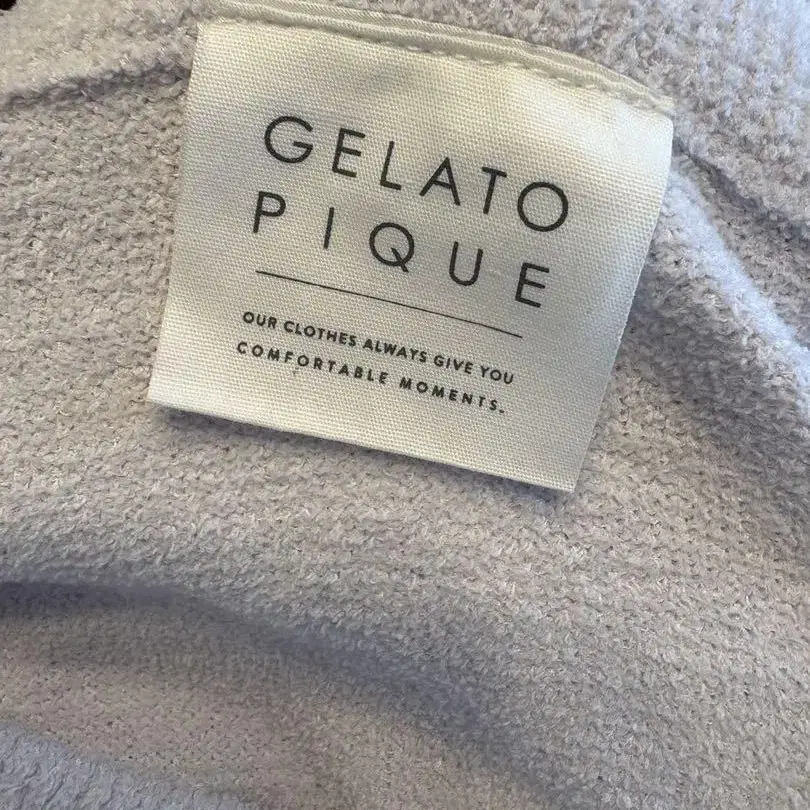 GELATO
PIQUE
OUR CLOTHES ALWAYS GIVE YOU
COMFORTABLE MOMENTS.